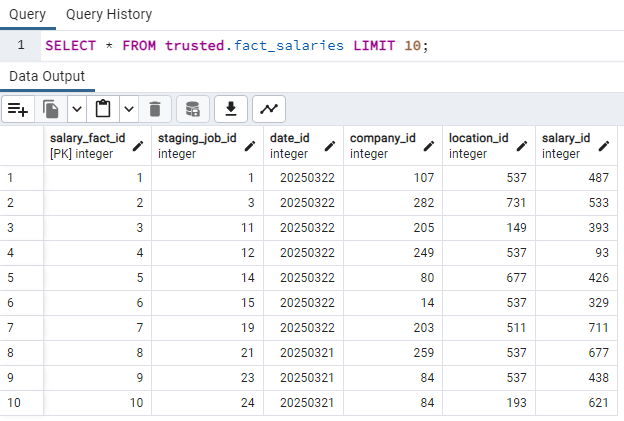 Query Query History
1 SELECT * FROM trusted.fact_salaries LIMIT 10;
Data Output
salary_fact_id staging_job_id date_id company_id location_id salary_id
[PK] integer integer integer integer integer integer
1 1 1 20250322 107 537 487
2 2 3 20250322 282 731 533
3 3 11 20250322 205 149 393
4 4 12 20250322 249 537 93
5 5 14 20250322 80 677 426
6 6 15 20250322 14 537 329
7 7 19 20250322 203 511 711
8 8 21 20250321 259 537 677
9 9 23 20250321 84 537 438
10 10 24 20250321 84 193 621